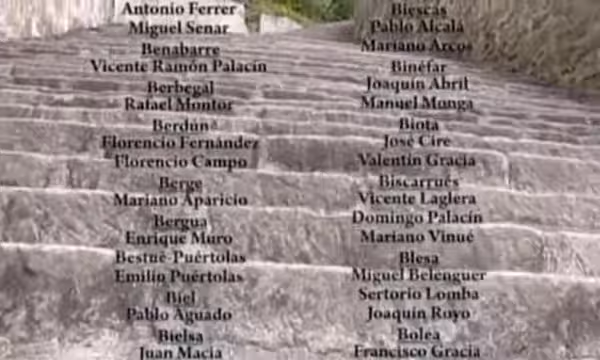 Antonio Ferrer
Miguel Senar
Benabarre
Vicente Ramón Palacín
Berbegal
Rafael Montor
Berdún
Florencio Fernández
Florencio Campo
Berge
Mariano Aparicio
Bergua
Enrique Muro
Bestué-Puértolas
Emilio Puértolas
Biel
Pablo Aguado
Bielsa
Juan Macia
Biescas
Pablo Alcalá
Mariano Arcos
Binéfar
Joaquín Abril
Manuel Monga
Biota
José Cire
Valentín Gracia
Biscarrués
Vicente Laglera
Domingo Palacín
Mariano Vinué
Blesa
Miguel Belenguer
Sertorio Lomba
Joaquín Royo
Bolea
Francisco Gracia